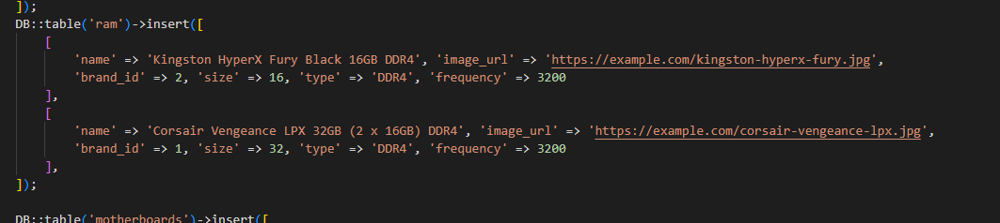 ]);
DB::table('ram')->insert([
[
'name' => 'Kingston HyperX Fury Black 16GB DDR4', 'image_url' => 'https://example.com/kingston-hyperx-fury.jpg',
'brand_id' => 2, 'size' => 16, 'type' => 'DDR4', 'frequency' => 3200
],
[
'name' => 'Corsair Vengeance LPX 32GB (2 x 16GB) DDR4', 'image_url' => 'https://example.com/corsair-vengeance-lpx.jpg',
'brand_id' => 1, 'size' => 32, 'type' => 'DDR4', 'frequency' => 3200
],
]);
DB::table('motherboards')->insert([